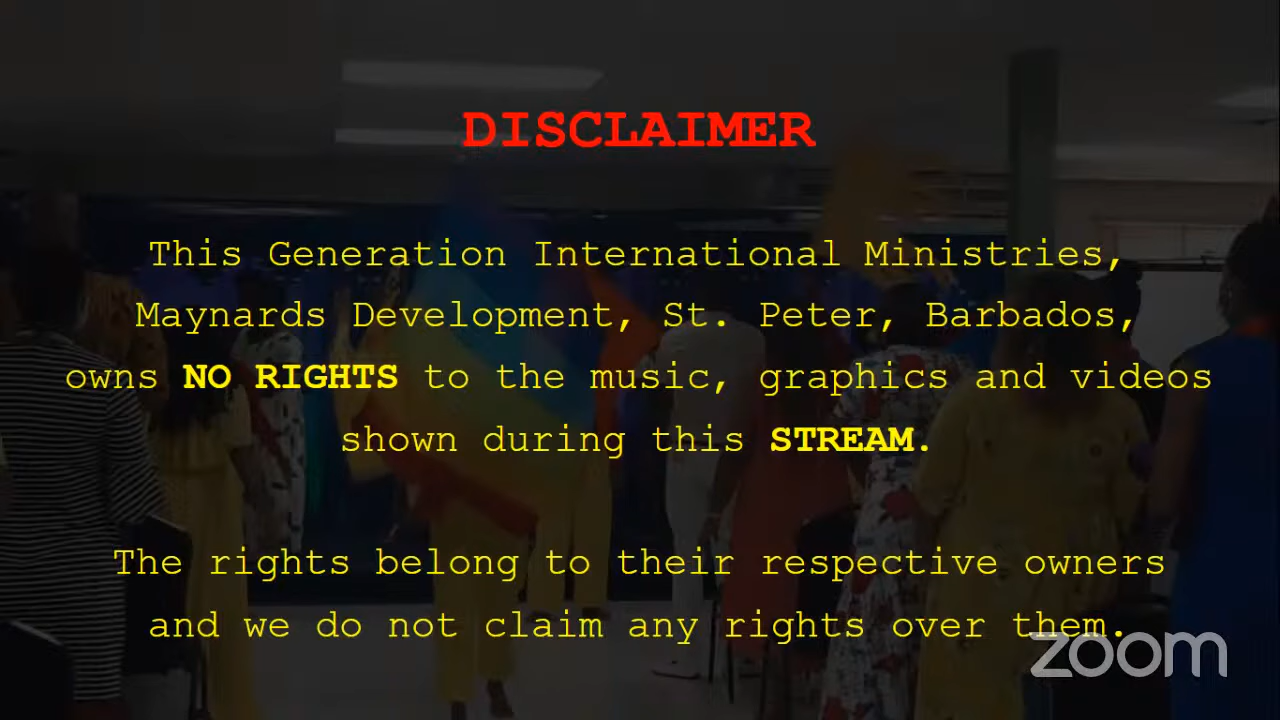 DISCLAIMER
This Generation International Ministries,
Maynards Development, St. Peter, Barbados,
owns NO RIGHTS to the music, graphics and videos
shown during this STREAM.
The rights belong to their respective owners
and we do not claim any rights over them.
zoom